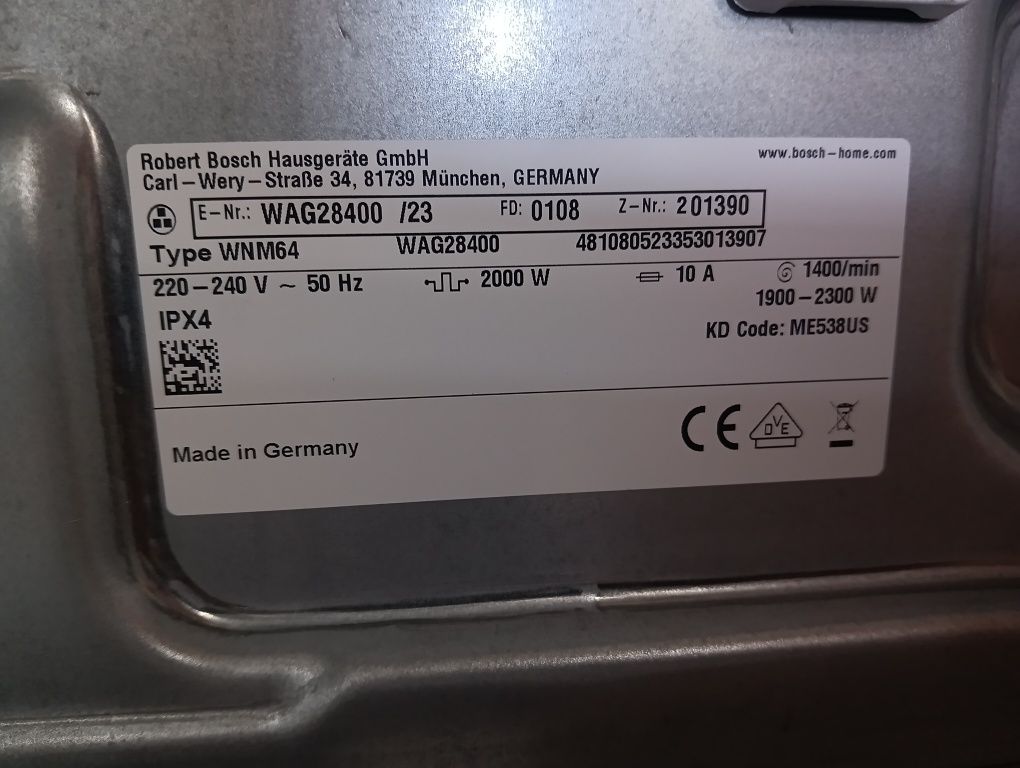 Robert Bosch Hausgeräte GmbH
www.bosch-home.com
Carl-Wery-Straße 34, 81739 München, GERMANY
E-Nr.: WAG28400 /23 FD: 0108 Z-Nr.: 201390
Type WNM64 WAG28400 481080523353013907
220-240 V ~ 50 Hz 2000 W 10 A 1400/min
1900-2300 W
IPX4
KD Code: ME538US
Made in Germany
CE DVE